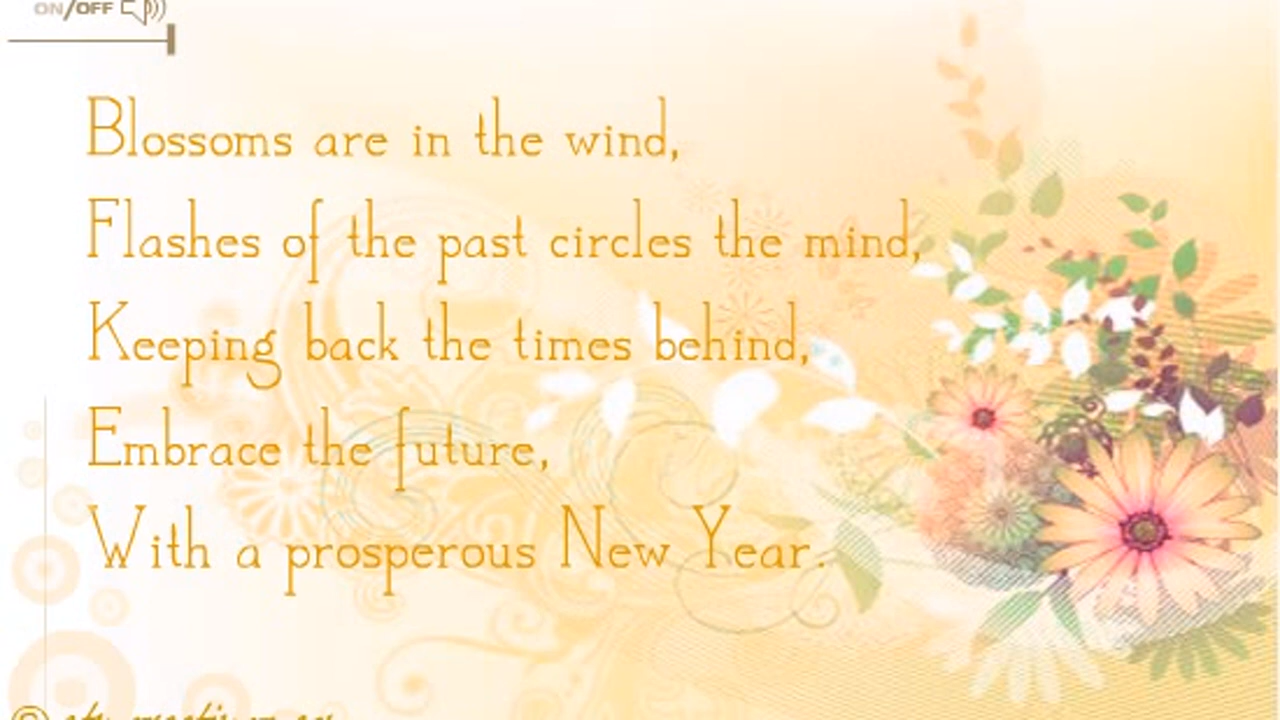 ON/OFF
Blossoms are in the wind,
Flashes of the past circles the mind,
Keeping back the times behind,
Embrace the future,
With a prosperous New Year.
©